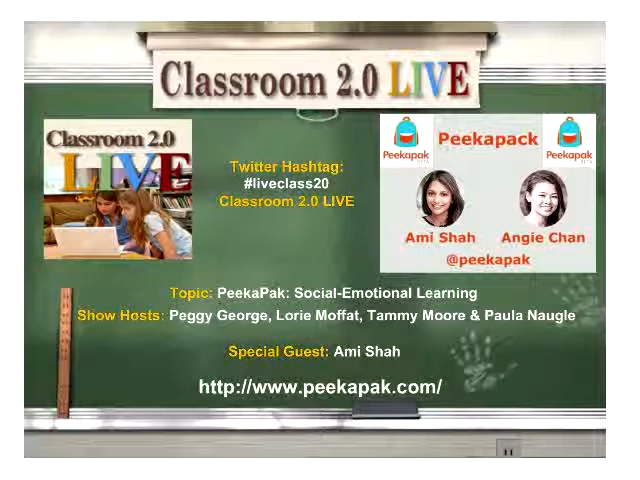 Classroom 2.0 LIVE
Classroom 2.0
LIVE
Twitter Hashtag:
#liveclass20
Classroom 2.0 LIVE
Peekapak
Peekapack
Peekapak
Ami Shah
Angie Chan
@peekapak
Topic: PeekaPak: Social-Emotional Learning
Show Hosts: Peggy George, Lorie Moffat, Tammy Moore & Paula Naugle
Special Guest: Ami Shah
http://www.peekapak.com/